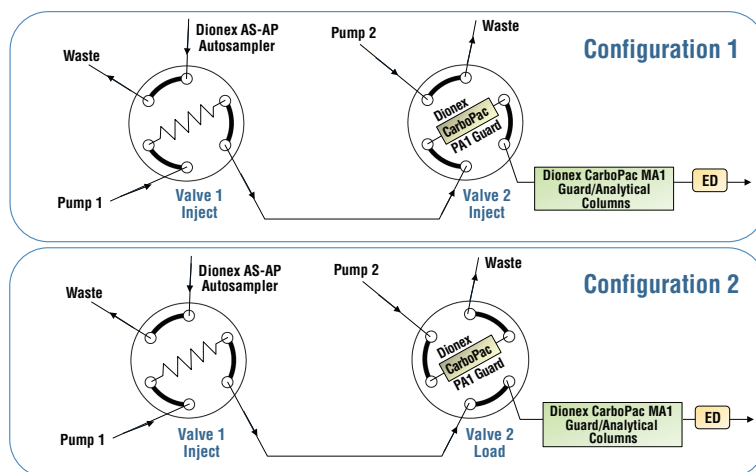 Configuration 1
Dionex AS-AP
Autosampler
Waste
Pump 1
Valve 1
Inject
Pump 2
Waste
Dionex
CarboPac
PA1 Guard
Valve 2
Inject
Dionex CarboPac MA1
Guard/Analytical
Columns
ED
Configuration 2
Dionex AS-AP
Autosampler
Waste
Pump 1
Valve 1
Inject
Pump 2
Waste
Dionex
CarboPac
PA1 Guard
Valve 2
Load
Dionex CarboPac MA1
Guard/Analytical
Columns
ED